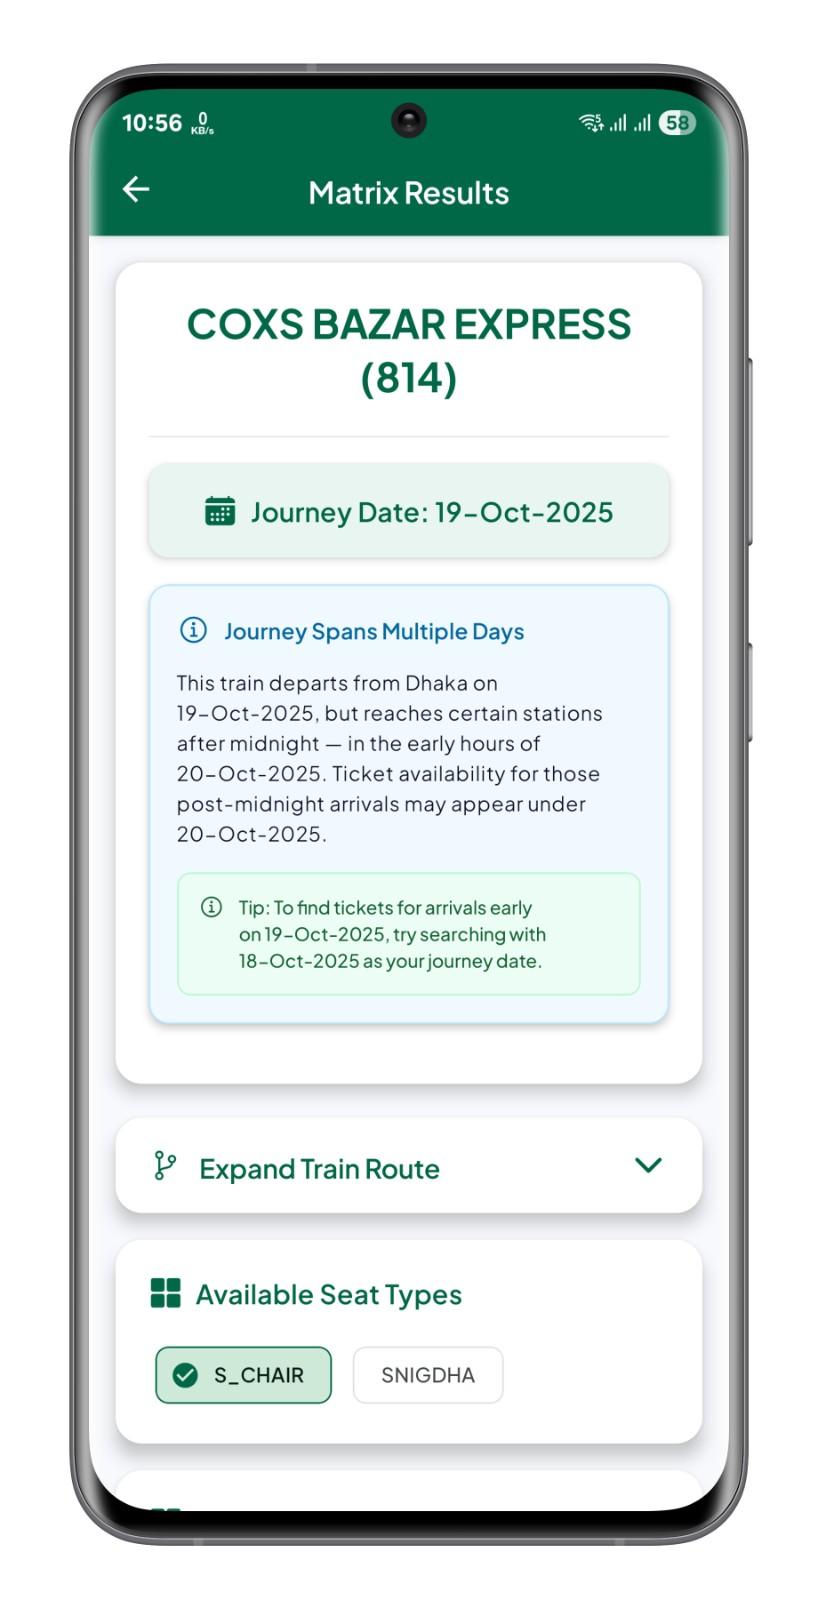 10:56 0 KB/s 5 58
Matrix Results
COXS BAZAR EXPRESS
(814)
Journey Date: 19-Oct-2025
Journey Spans Multiple Days
This train departs from Dhaka on
19-Oct-2025, but reaches certain stations
after midnight — in the early hours of
20-Oct-2025. Ticket availability for those
post-midnight arrivals may appear under
20-Oct-2025.
Tip: To find tickets for arrivals early
on 19-Oct-2025, try searching with
18-Oct-2025 as your journey date.
Expand Train Route
Available Seat Types
S_CHAIR SNIGDHA